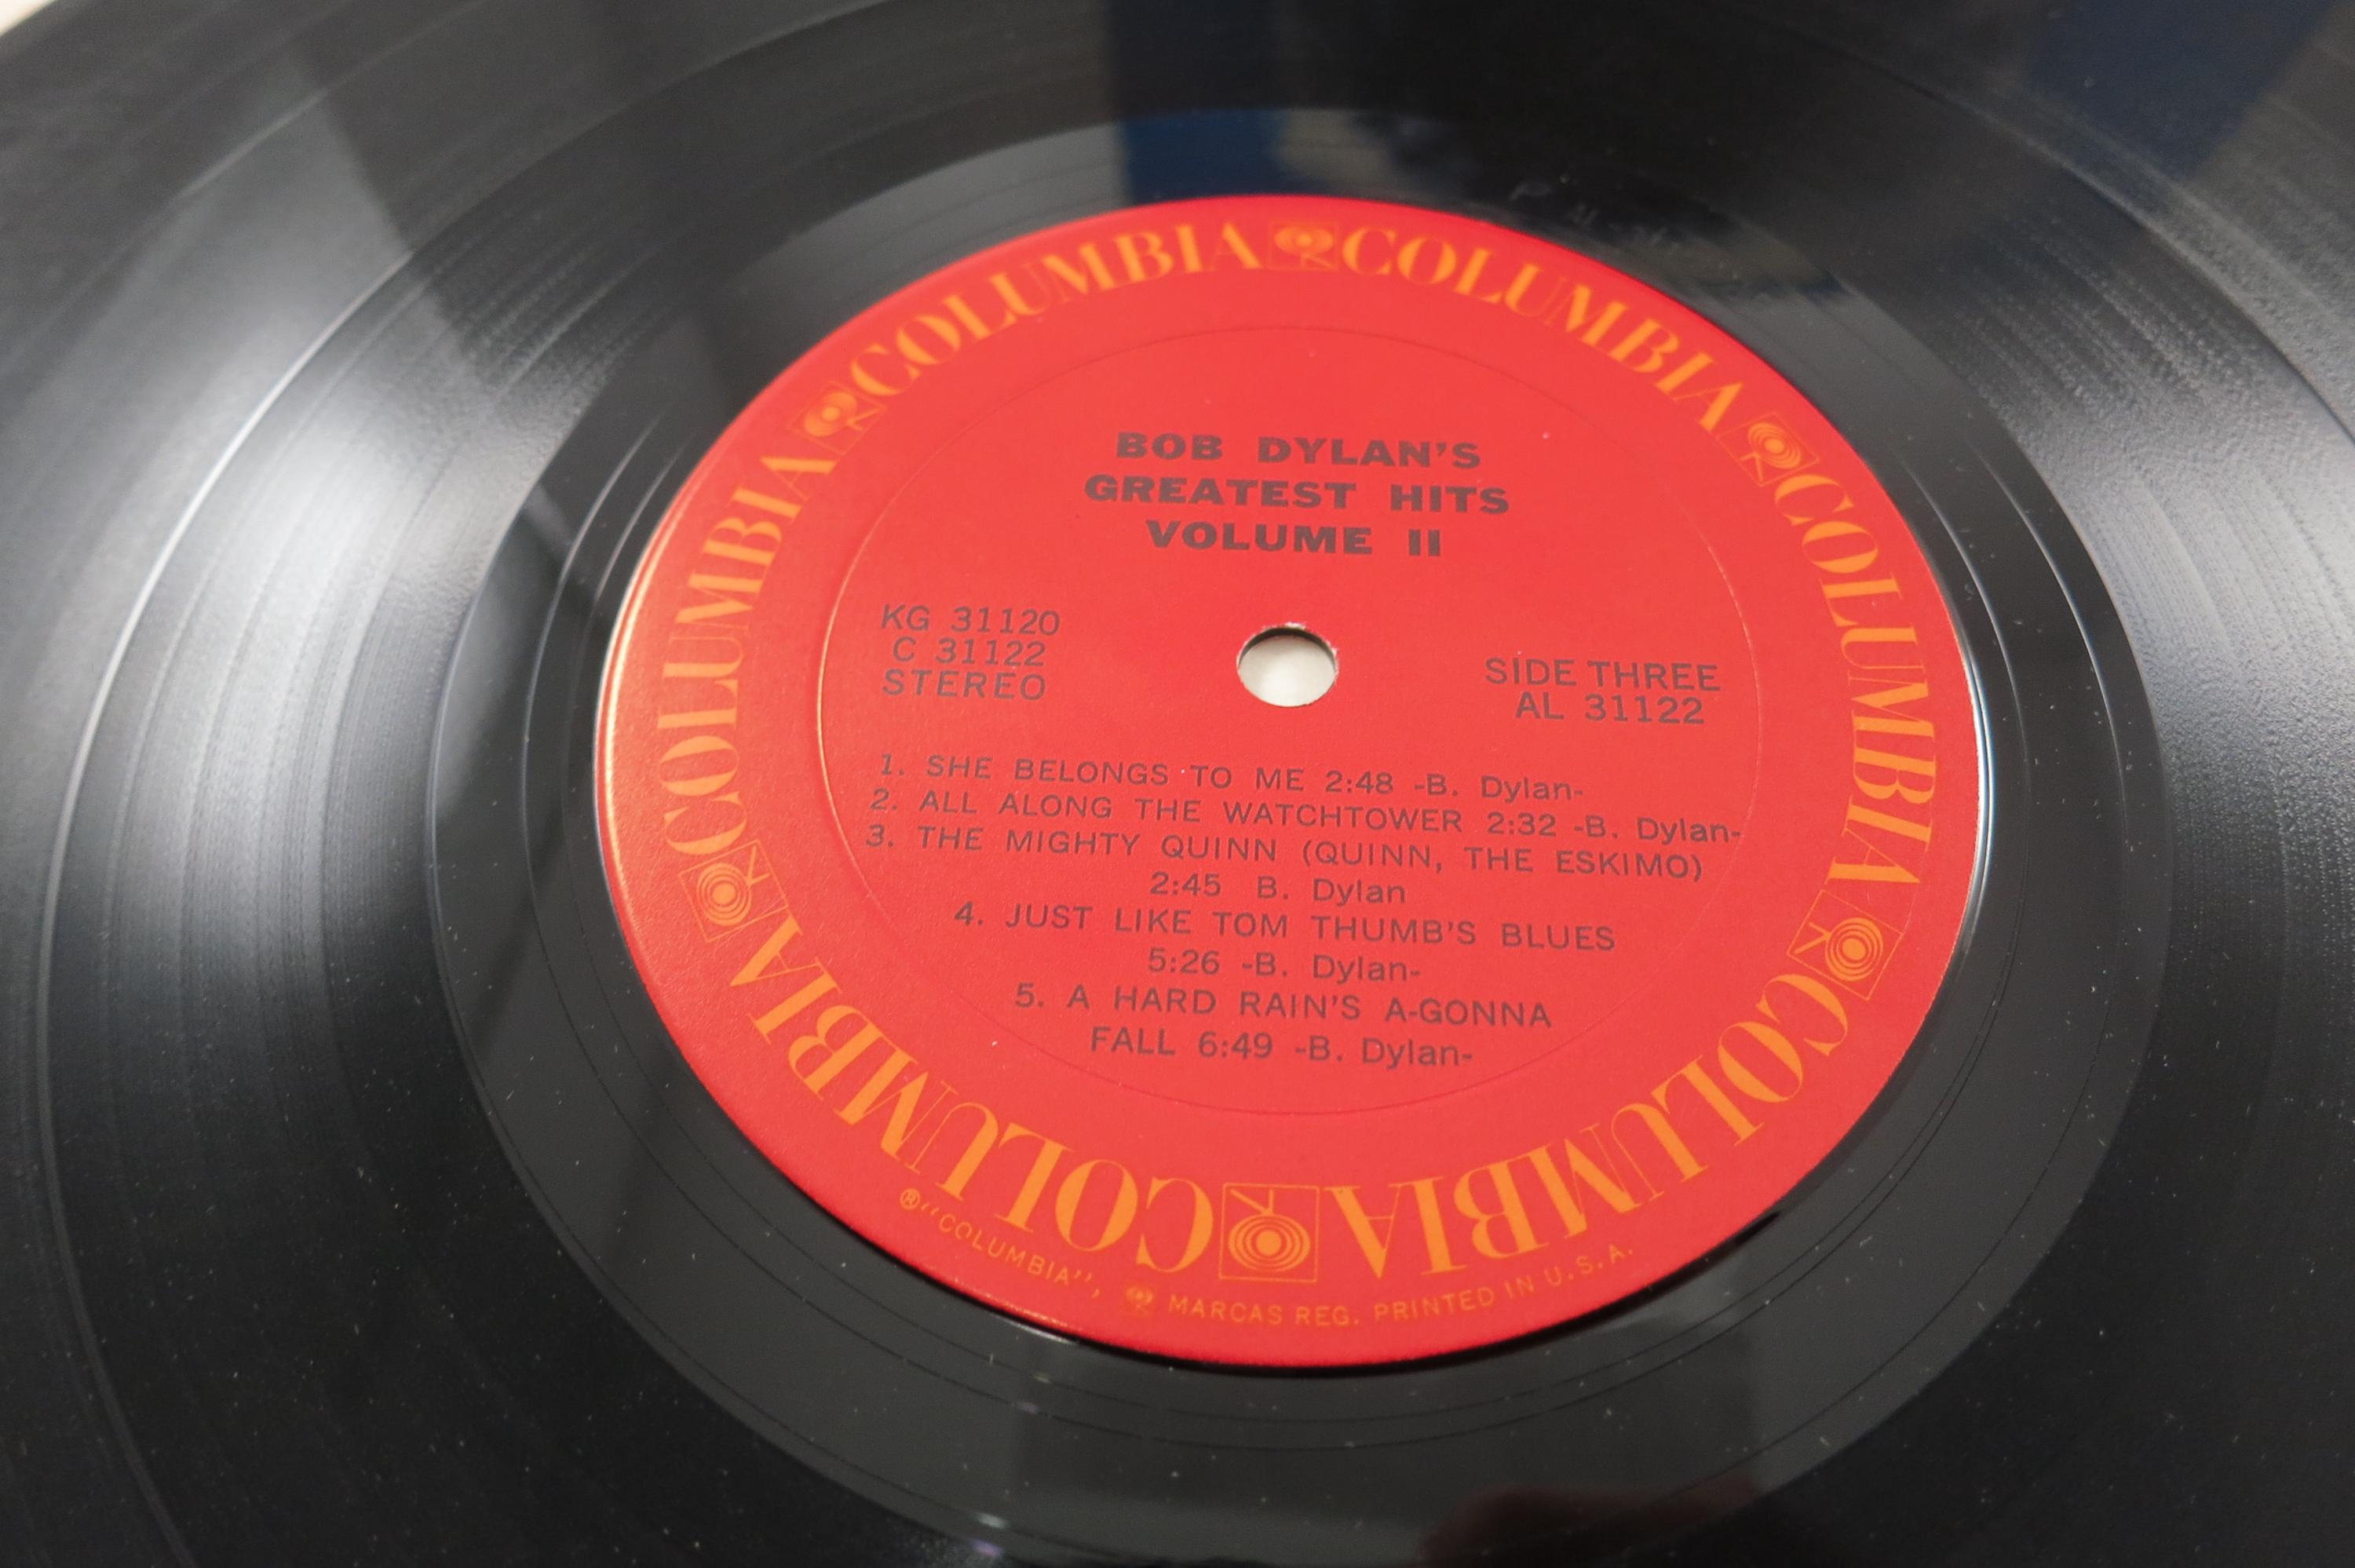 COLUMBIA COLUMBIA COLUMBIA COLUMBIA COLUMBIA COLUMBIA
BOB DYLAN'S
GREATEST HITS
VOLUME II
KG 31120
C 31122
STEREO
SIDE THREE
AL 31122
1. SHE BELONGS TO ME 2:48 -B. Dylan-
2. ALL ALONG THE WATCHTOWER 2:32 -B. Dylan-
3. THE MIGHTY QUINN (QUINN, THE ESKIMO)
2:45 B. Dylan
4. JUST LIKE TOM THUMB'S BLUES
5:26 -B. Dylan-
5. A HARD RAIN'S A-GONNA
FALL 6:49 -B. Dylan-
®"COLUMBIA", MARCAS REG. PRINTED IN U.S.A.